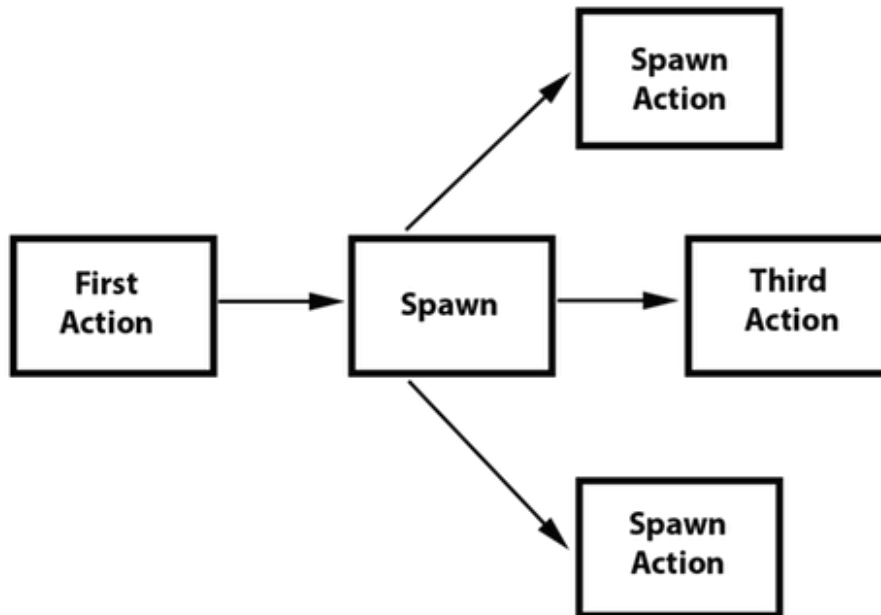 Spawn
Action
First
Action
Spawn
Third
Action
Spawn
Action